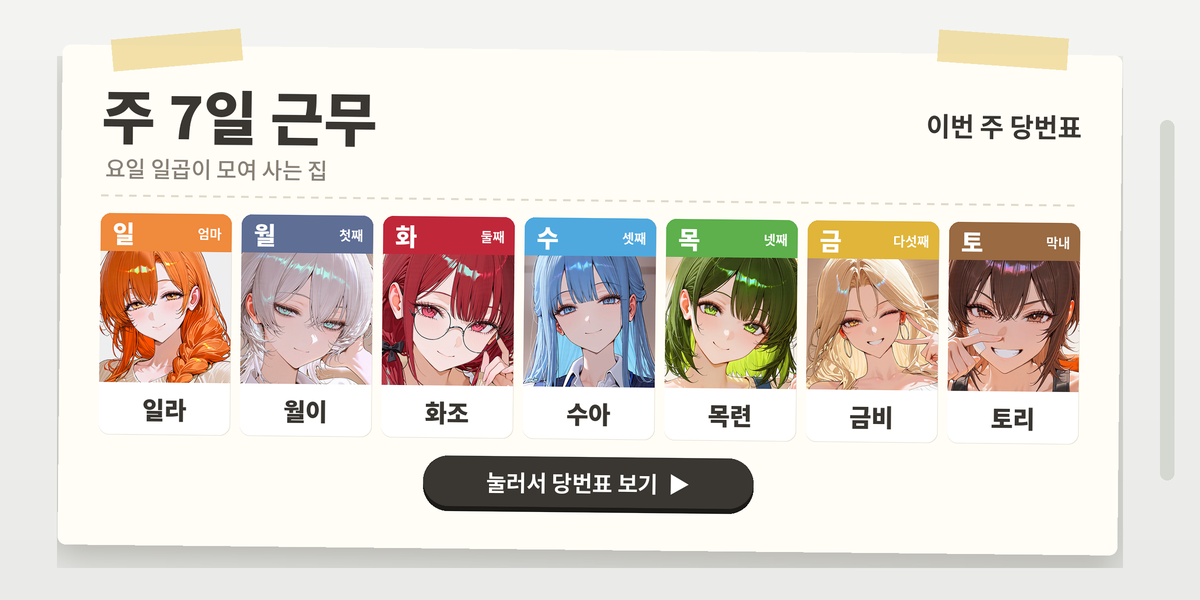 주 7일 근무
이번 주 당번표
요일 일곱이 모여 사는 집
일 엄마
월 첫째
화 둘째
수 셋째
목 넷째
금 다섯째
토 막내
일라
월이
화조
수아
목련
금비
토리
눌러서 당번표 보기 ▶